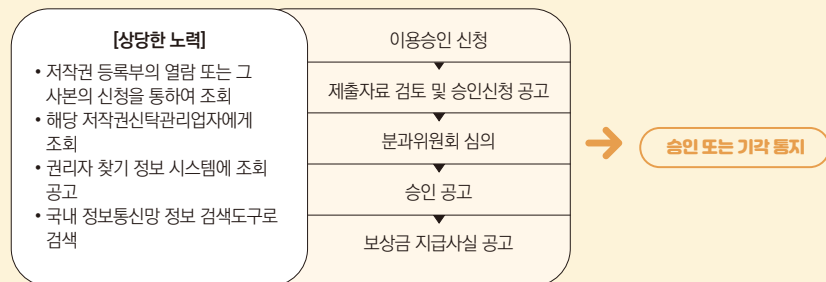 [상당한 노력]
• 저작권 등록부의 열람 또는 그
사본의 신청을 통하여 조회
• 해당 저작권신탁관리업자에게
조회
• 권리자 찾기 정보 시스템에 조회
공고
• 국내 정보통신망 정보 검색도구로
검색
이용승인 신청
제출자료 검토 및 승인신청 공고
분과위원회 심의
승인 공고
보상금 지급사실 공고
승인 또는 기각 통지